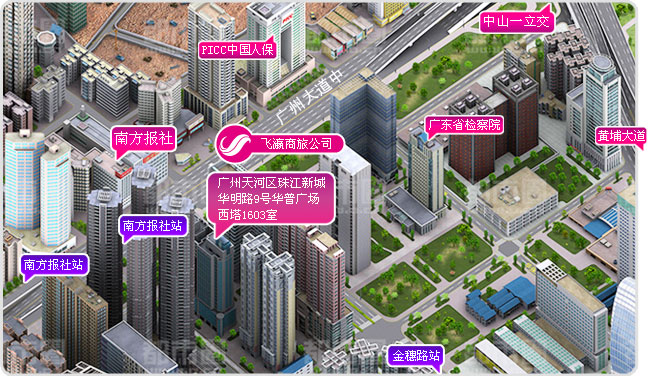 中山一立交
PICC中国人保
广州大道中
广东省检察院
黄埔大道
南方报社
飞瀛商旅公司
广州天河区珠江新城
华明路9号华普广场
西塔1603室
南方报社站
南方报社站
金穗路站